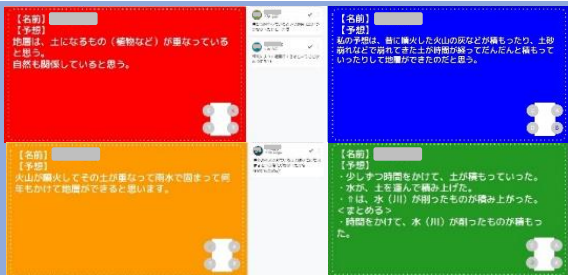 【名前】
【予想】
地層は、土になるもの（植物など）が重なっている
と思う。
自然も関係していると思う。
【名前】
【予想】
私の予想は、昔に噴火した火山の灰などが積もったり、土砂
崩れなどで崩れてきた土が時間が経ってだんだんと積もって
いったりして地層ができたのだと思う。
【名前】
【予想】
火山が噴火してその土が重なって雨水で固まって何
年もかけて地層ができると思います。
【名前】
【予想】
・少しずつ時間をかけて、土が積もっていった。
・水が、土を運んで積み上げた。
・↑は、水（川）が削ったものが積み上がった。
＜まとめる＞
・時間をかけて、水（川）が削ったものが積もっ
た。